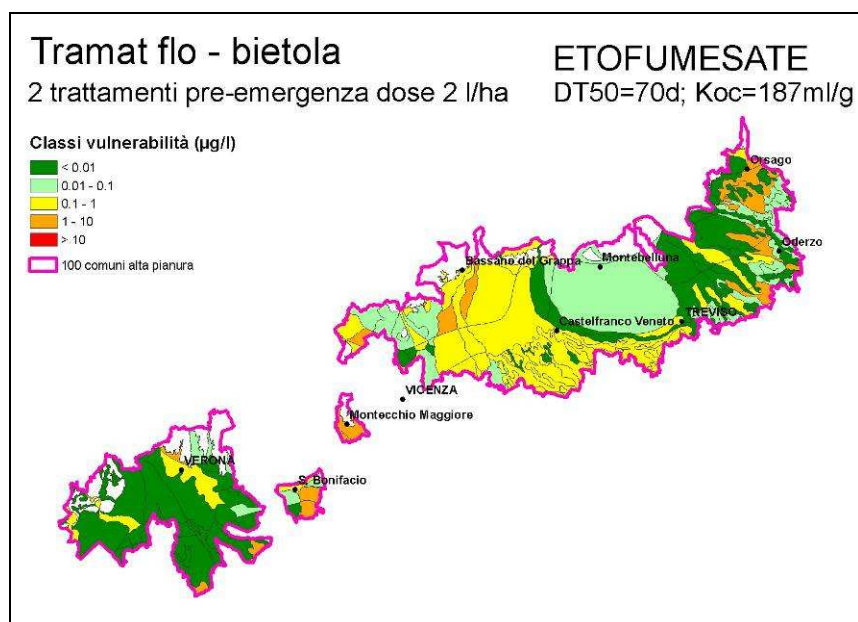 Tramat flo - bietola
2 trattamenti pre-emergenza dose 2 l/ha
ETOFUMESATE
DT50=70d; Koc=187ml/g
Classi vulnerabilità (µg/l)
< 0.01
0.01 - 0.1
0.1 - 1
1 - 10
> 10
100 comuni alta pianura
Orsago
Oderzo
Bassano del Grappa
Montebelluna
Castelfranco Veneto
TREVISO
VICENZA
Montecchio Maggiore
VERONA
S. Bonifacio